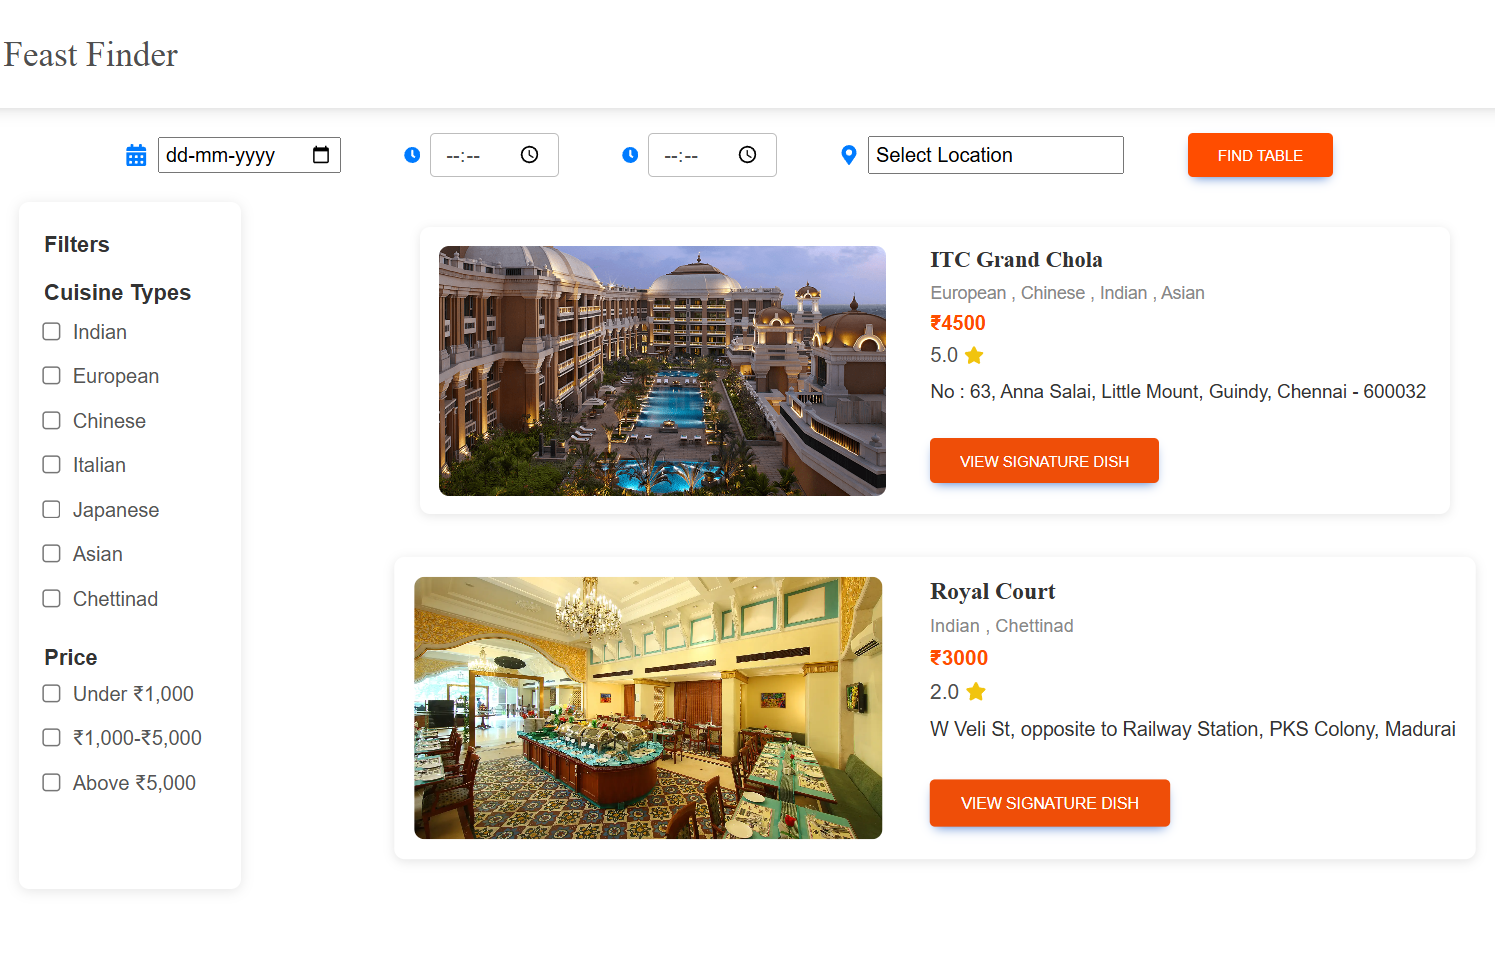 Feast Finder
dd-mm-yyyy
--:--
--:--
Select Location
FIND TABLE
Filters
Cuisine Types
Indian
European
Chinese
Italian
Japanese
Asian
Chettinad
Price
Under ₹1,000
₹1,000-₹5,000
Above ₹5,000
ITC Grand Chola
European , Chinese , Indian , Asian
₹4500
5.0
No : 63, Anna Salai, Little Mount, Guindy, Chennai - 600032
VIEW SIGNATURE DISH
Royal Court
Indian , Chettinad
₹3000
2.0
W Veli St, opposite to Railway Station, PKS Colony, Madurai
VIEW SIGNATURE DISH